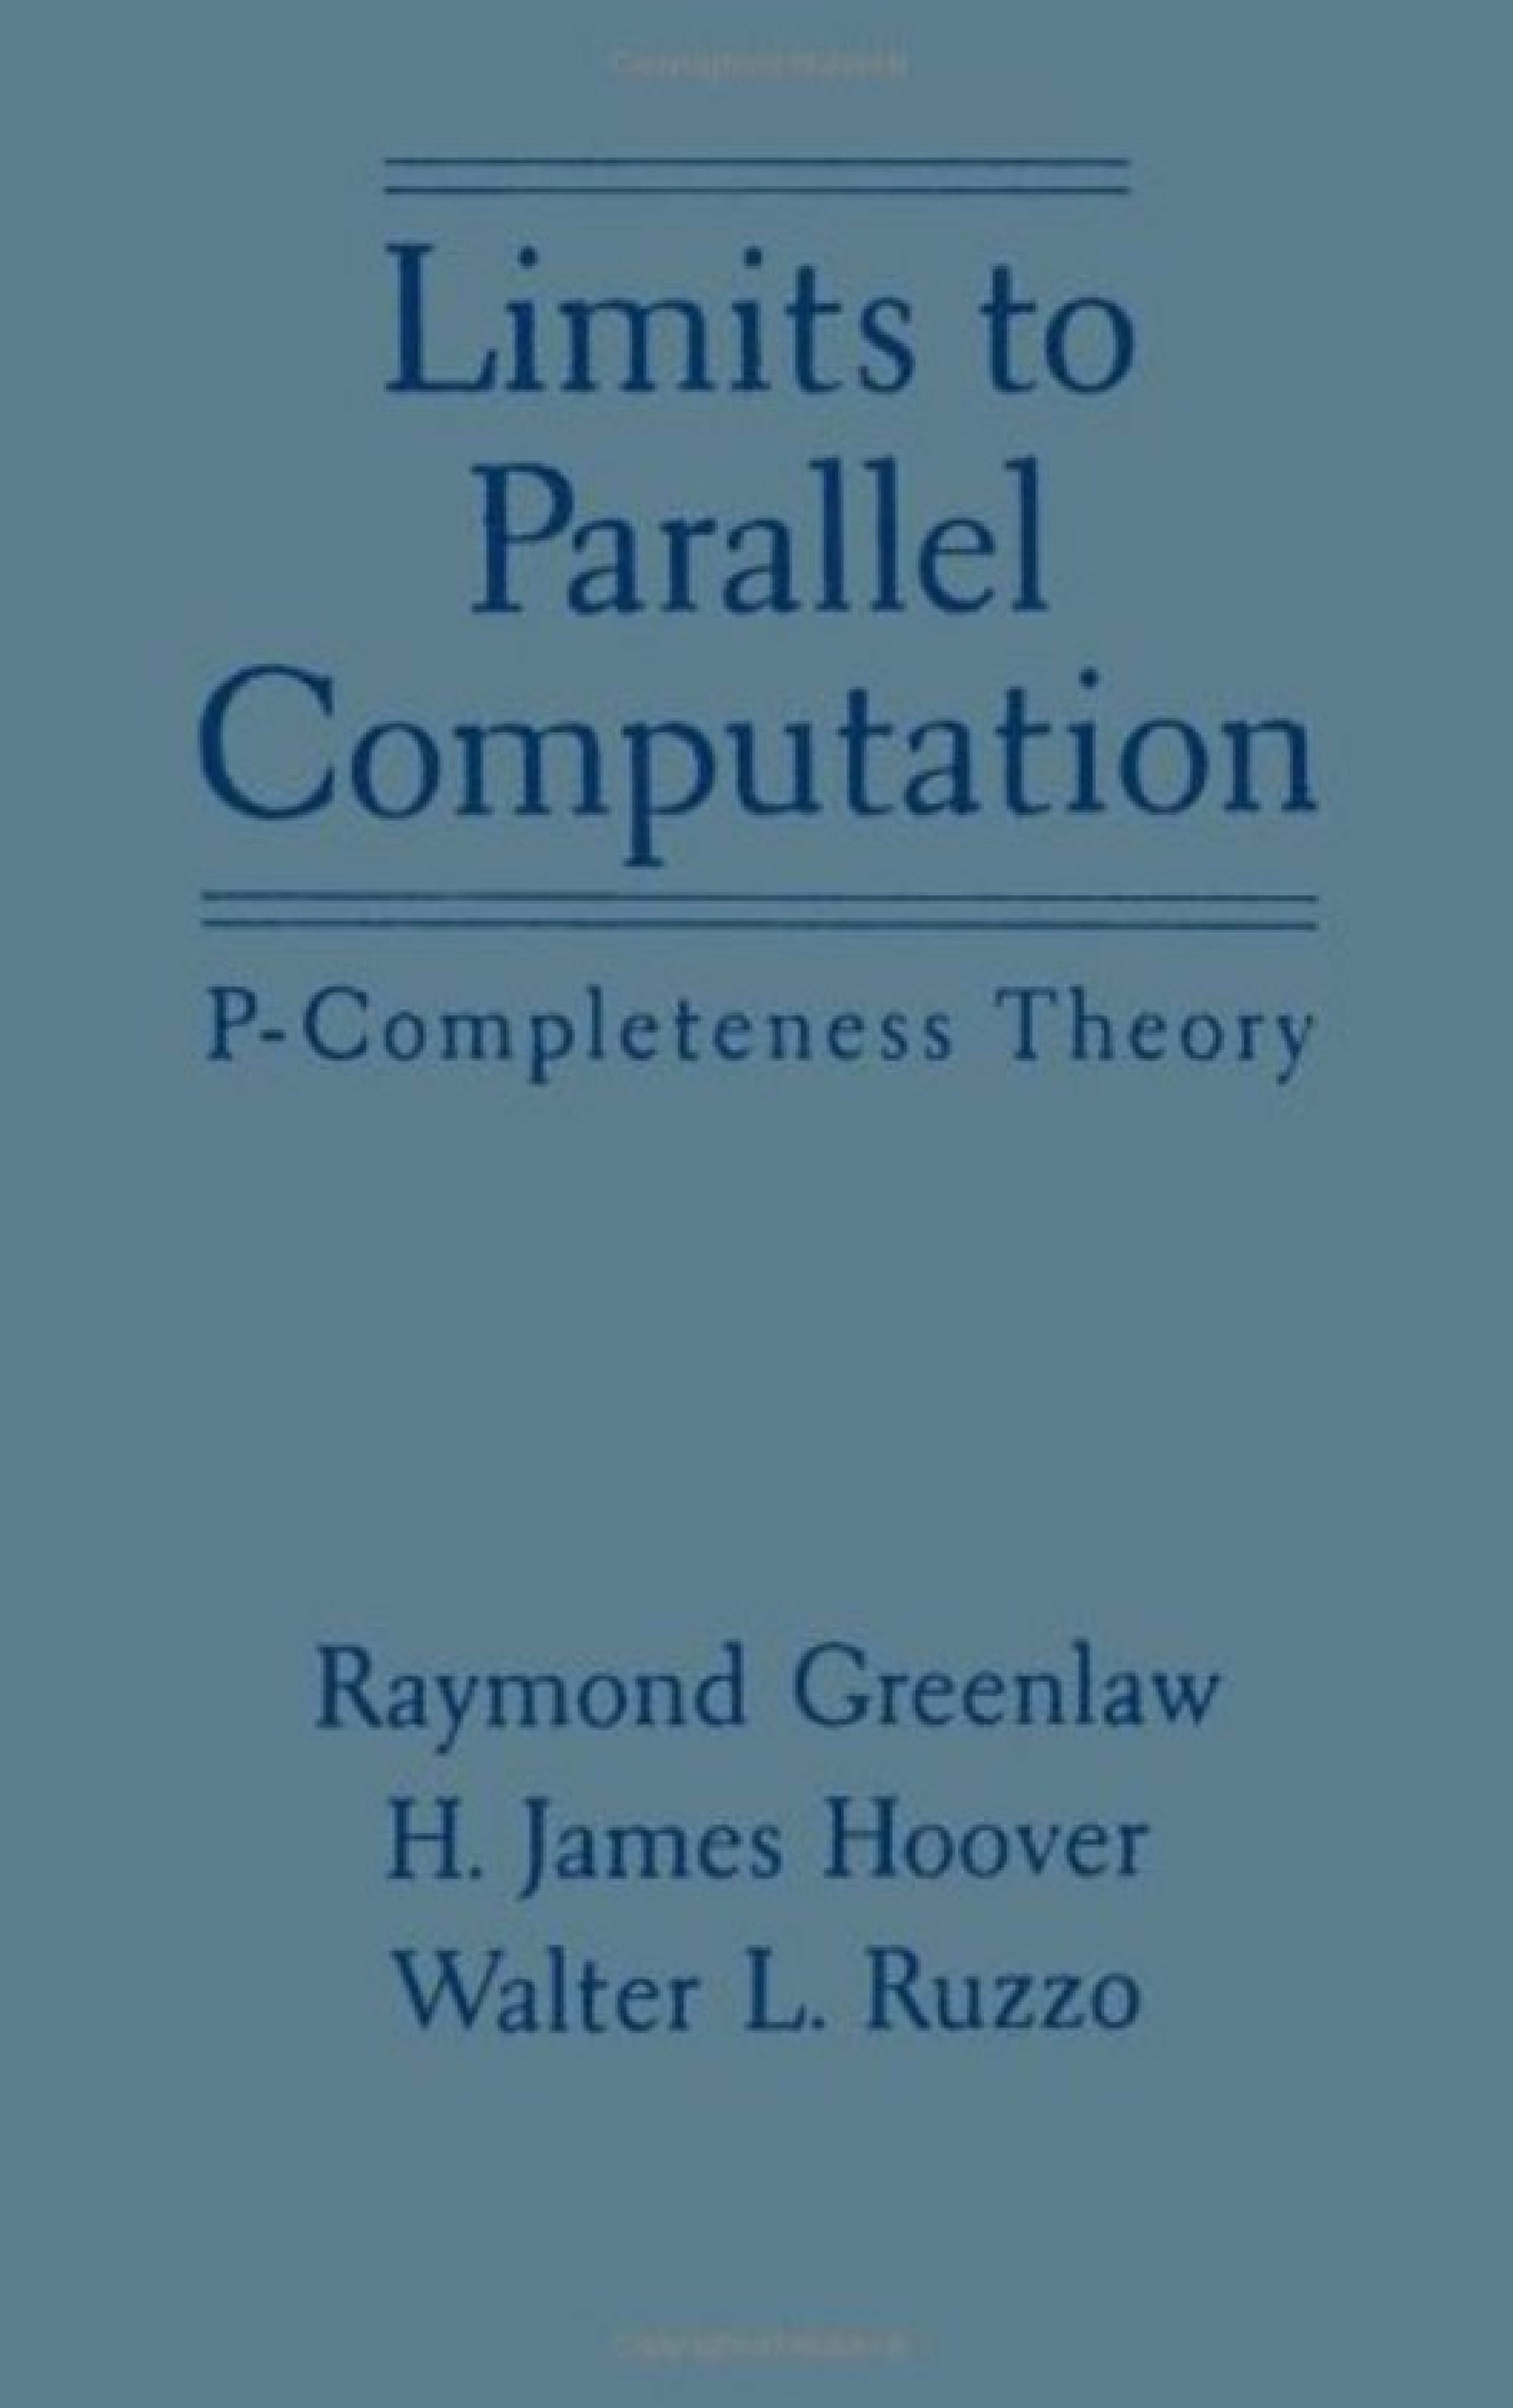 Limits to
Parallel
Computation
P-Completeness Theory
Raymond Greenlaw
H. James Hoover
Walter L. Ruzzo